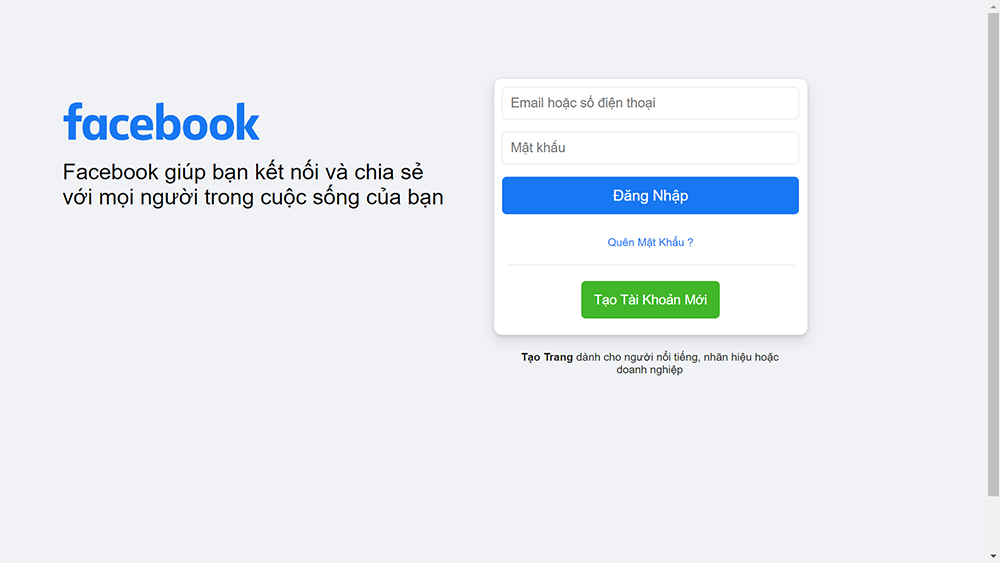 facebook
Facebook giúp bạn kết nối và chia sẻ
với mọi người trong cuộc sống của bạn
Email hoặc số điện thoại
Mật khẩu
Đăng Nhập
Quên Mật Khẩu ?
Tạo Tài Khoản Mới
Tạo Trang dành cho người nổi tiếng, nhãn hiệu hoặc
doanh nghiệp